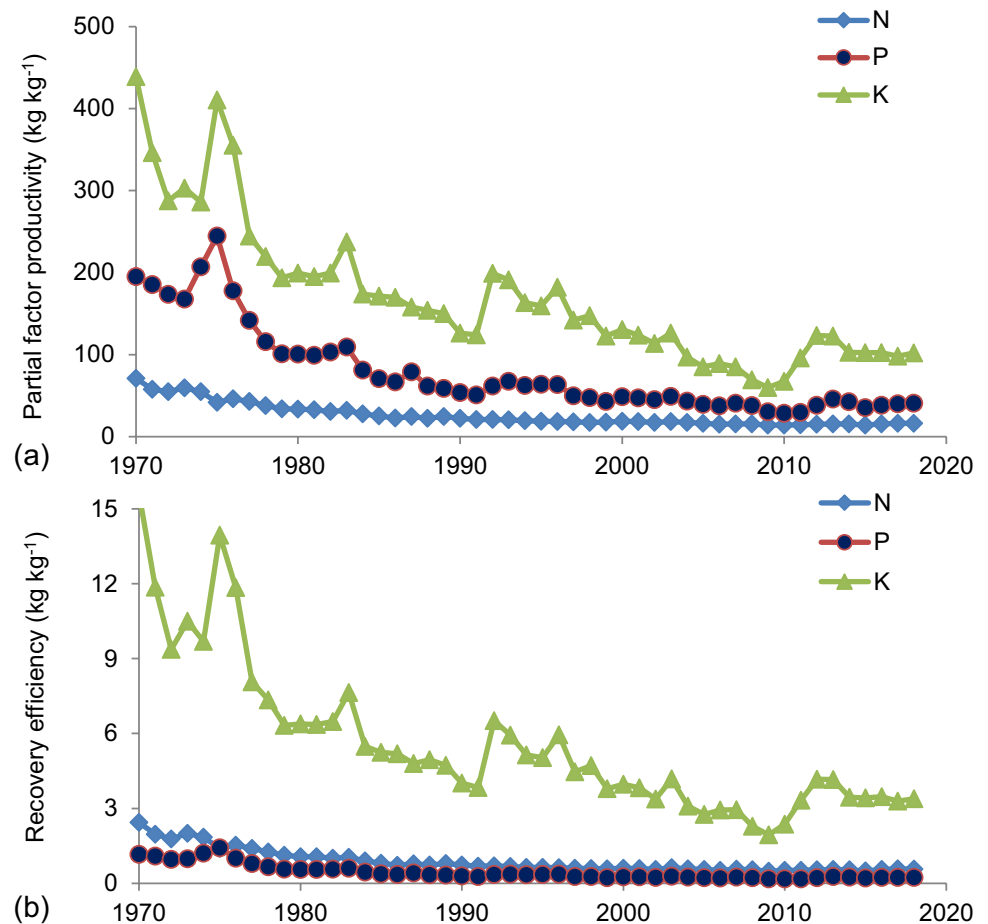 Partial factor productivity (kg kg⁻¹)
500
400
300
200
100
0
N
P
K
1970 1980 1990 2000 2010 2020
(a)
Recovery efficiency (kg kg⁻¹)
15
12
9
6
3
0
N
P
K
1970 1980 1990 2000 2010 2020
(b)